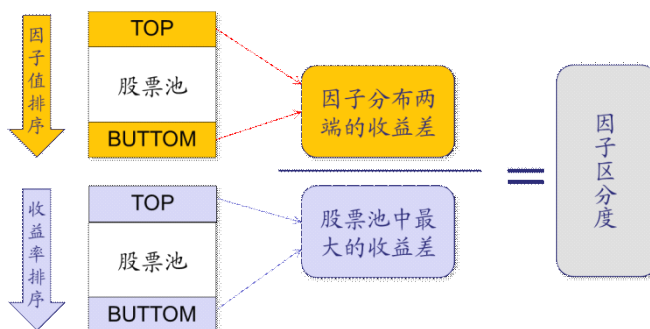 因子值排序
TOP
股票池
BUTTOM
因子分布两
端的收益差
=
因子区分度
收益率排序
TOP
股票池
BUTTOM
股票池中最
大的收益差